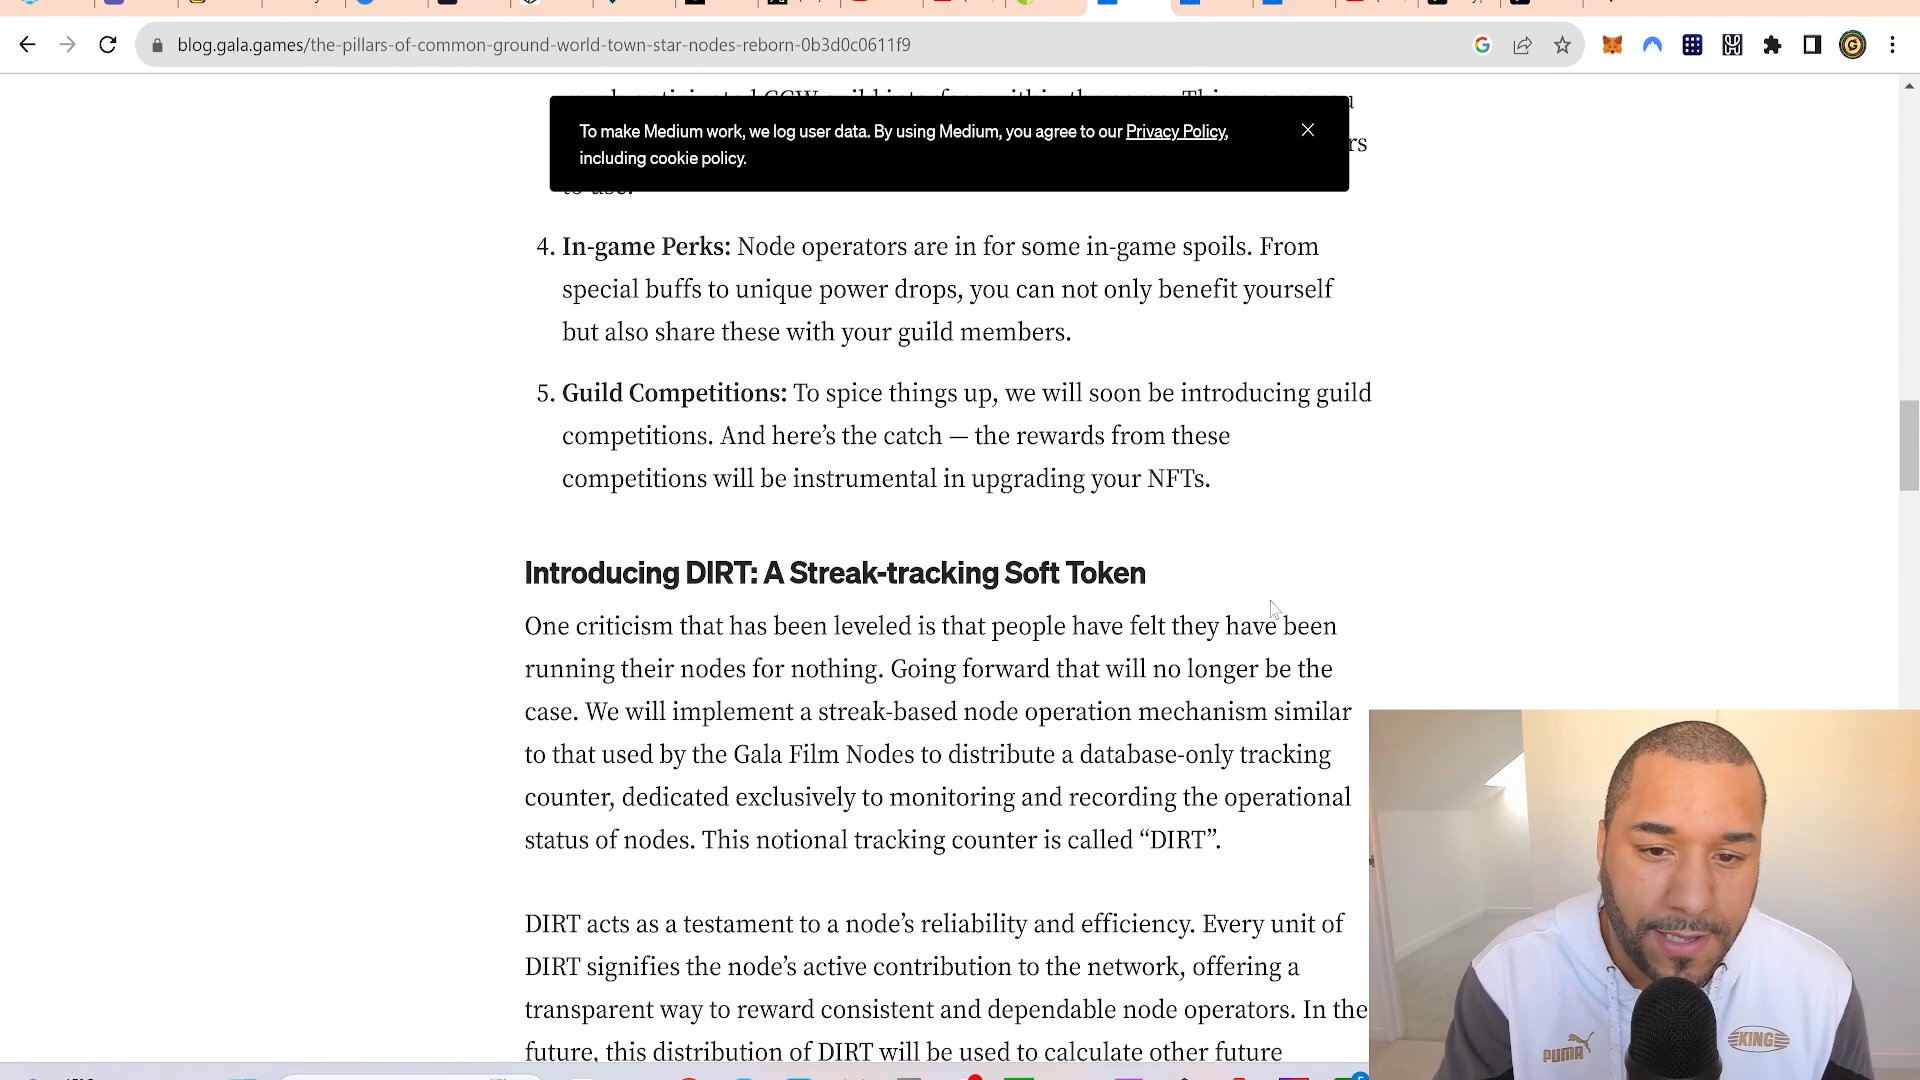 blog.gala.games/the-pillars-of-common-ground-world-town-star-nodes-reborn-0b3d0c0611f9
To make Medium work, we log user data. By using Medium, you agree to our Privacy Policy,
including cookie policy.
rs
to use.
4. In-game Perks: Node operators are in for some in-game spoils. From
special buffs to unique power drops, you can not only benefit yourself
but also share these with your guild members.
5. Guild Competitions: To spice things up, we will soon be introducing guild
competitions. And here’s the catch — the rewards from these
competitions will be instrumental in upgrading your NFTs.
Introducing DIRT: A Streak-tracking Soft Token
One criticism that has been leveled is that people have felt they have been
running their nodes for nothing. Going forward that will no longer be the
case. We will implement a streak-based node operation mechanism similar
to that used by the Gala Film Nodes to distribute a database-only tracking
counter, dedicated exclusively to monitoring and recording the operational
status of nodes. This notional tracking counter is called “DIRT”.
DIRT acts as a testament to a node’s reliability and efficiency. Every unit of
DIRT signifies the node’s active contribution to the network, offering a
transparent way to reward consistent and dependable node operators. In the
future, this distribution of DIRT will be used to calculate other future
PUMA
KING